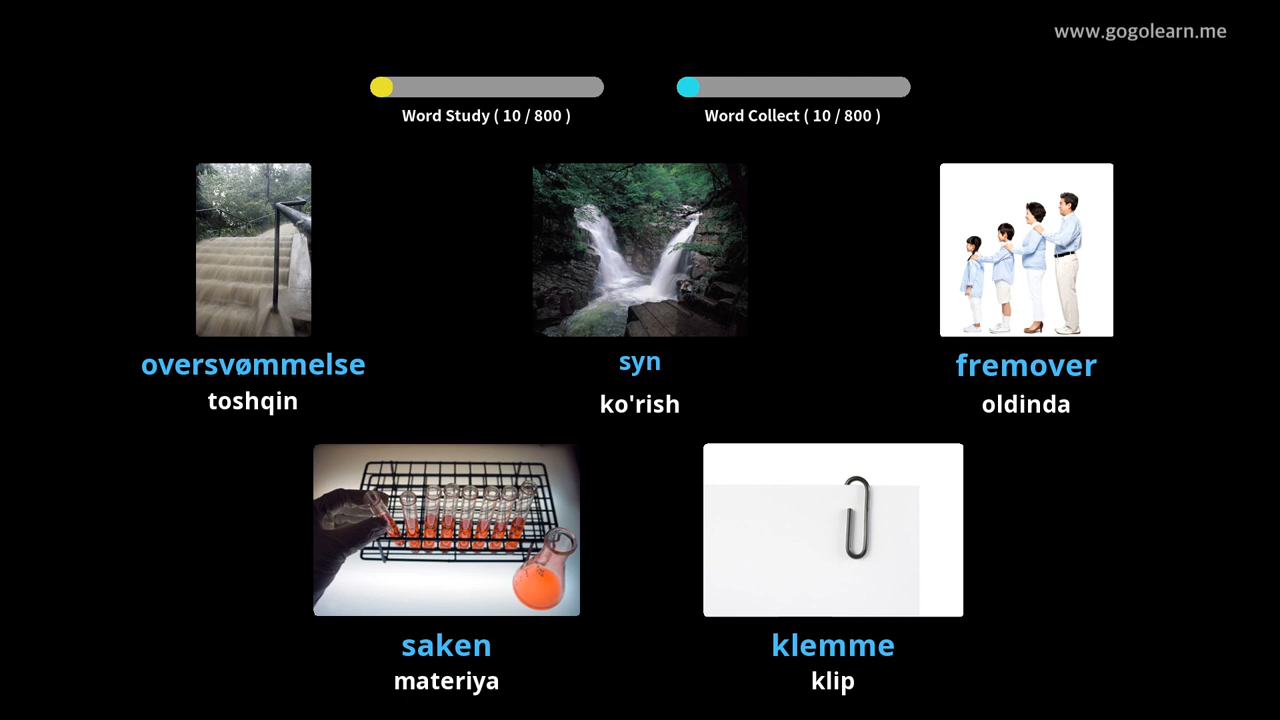 www.gogolearn.me
Word Study ( 10 / 800 )
Word Collect ( 10 / 800 )
oversvømmelse
toshqin
syn
ko'rish
fremover
oldinda
saken
materiya
klemme
klip